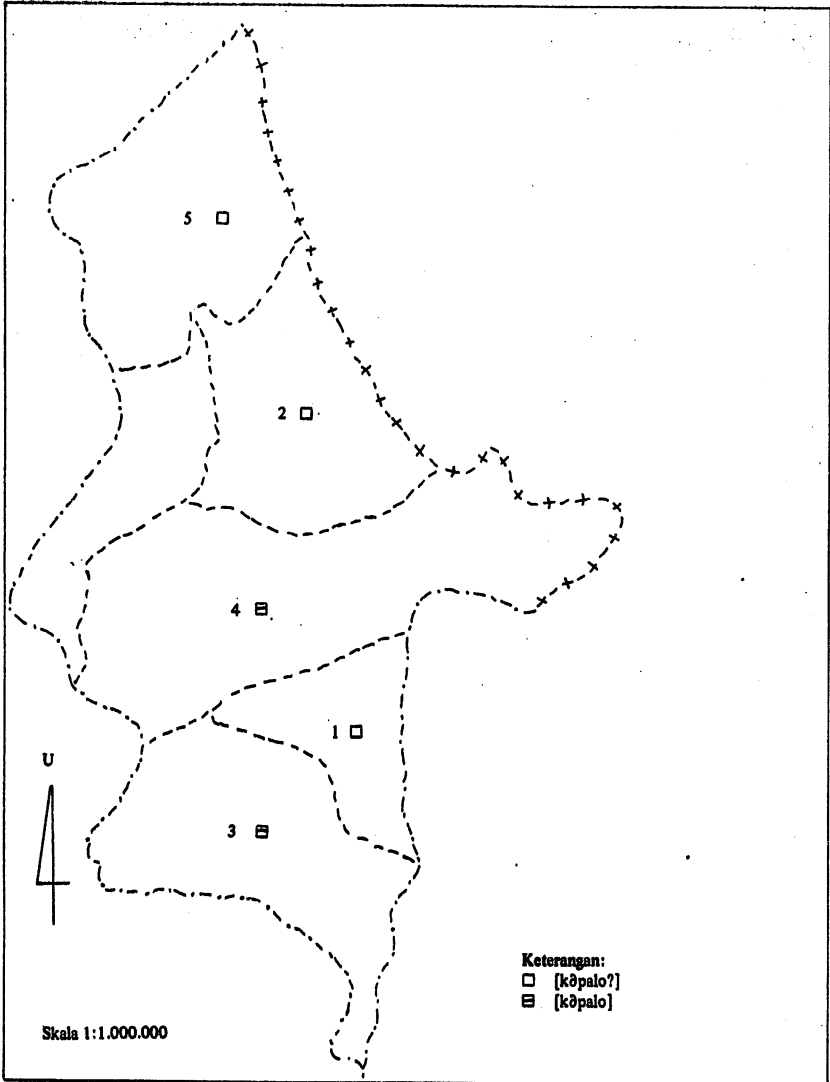 5
2
4
1
U
3
Keterangan:
□ [kəpalo?]
⊟ [kəpalo]
Skala 1:1.000.000